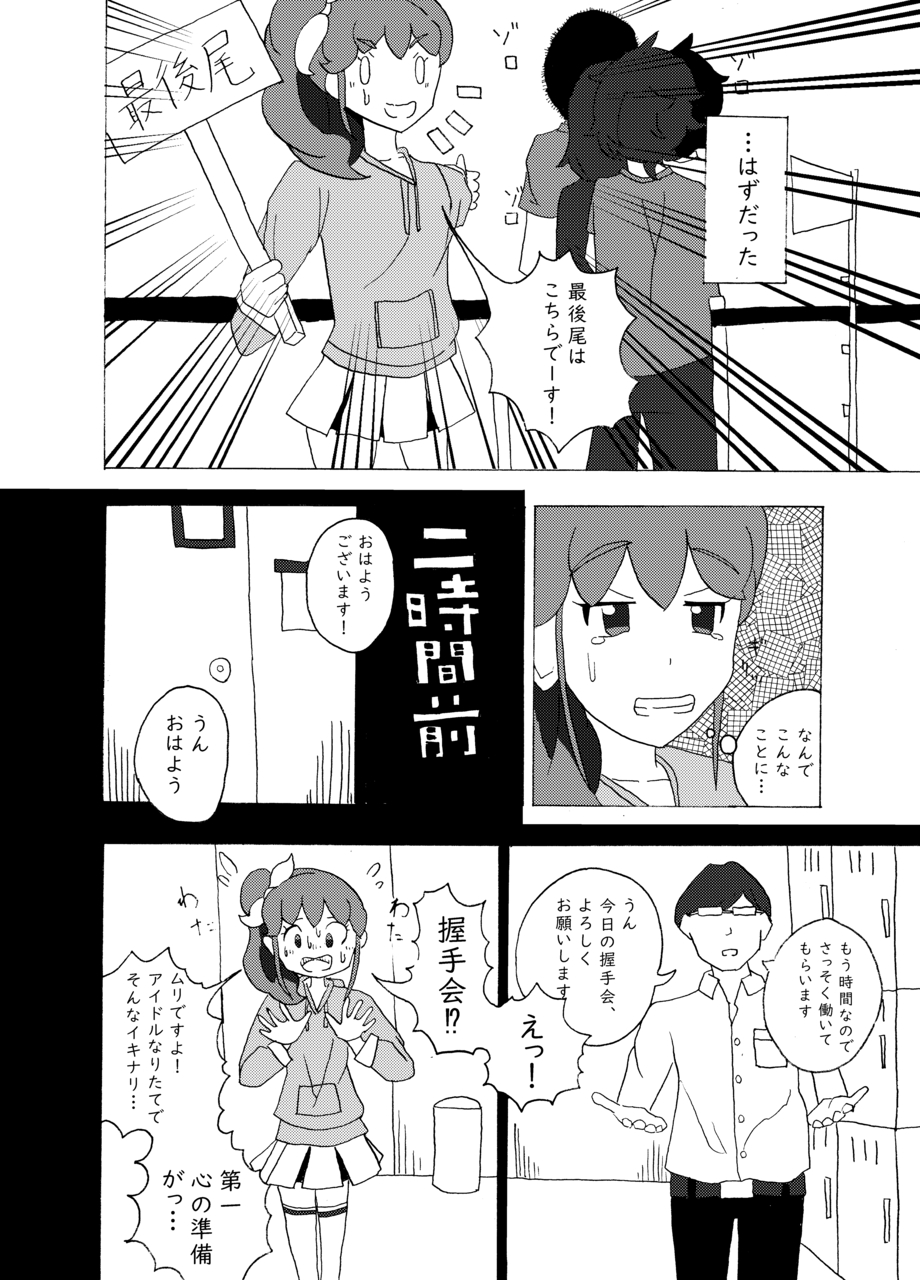 …はずだった
ゾロ
ゾロ
最後尾
最後尾は
こちらでーす！
なんで
こんな
ことに…
ぎり
二時間前
おはよう
ございます！
うん
おはよう
もう時間なので
さっそく働いて
もらいます
うん
今日の握手会、
よろしく
お願いします
えっ！
握手会⁉
わた
わた
ムリですよ！
アイドルなりたてで
そんなイキナリ…
第一
心の準備
がっ…